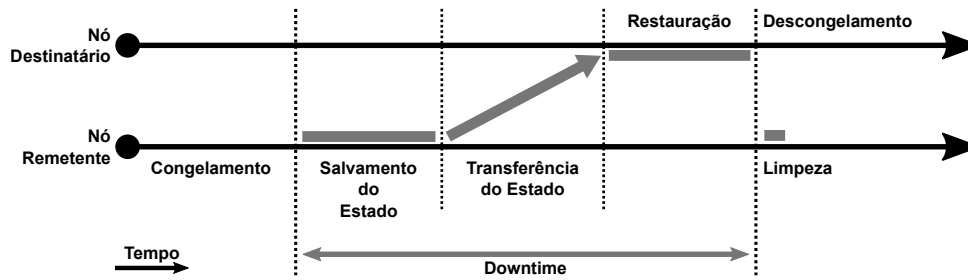 Restauração
Descongelamento
Nó
Destinatário
Nó
Remetente
Congelamento
Salvamento
do
Estado
Transferência
do Estado
Limpeza
Tempo
Downtime